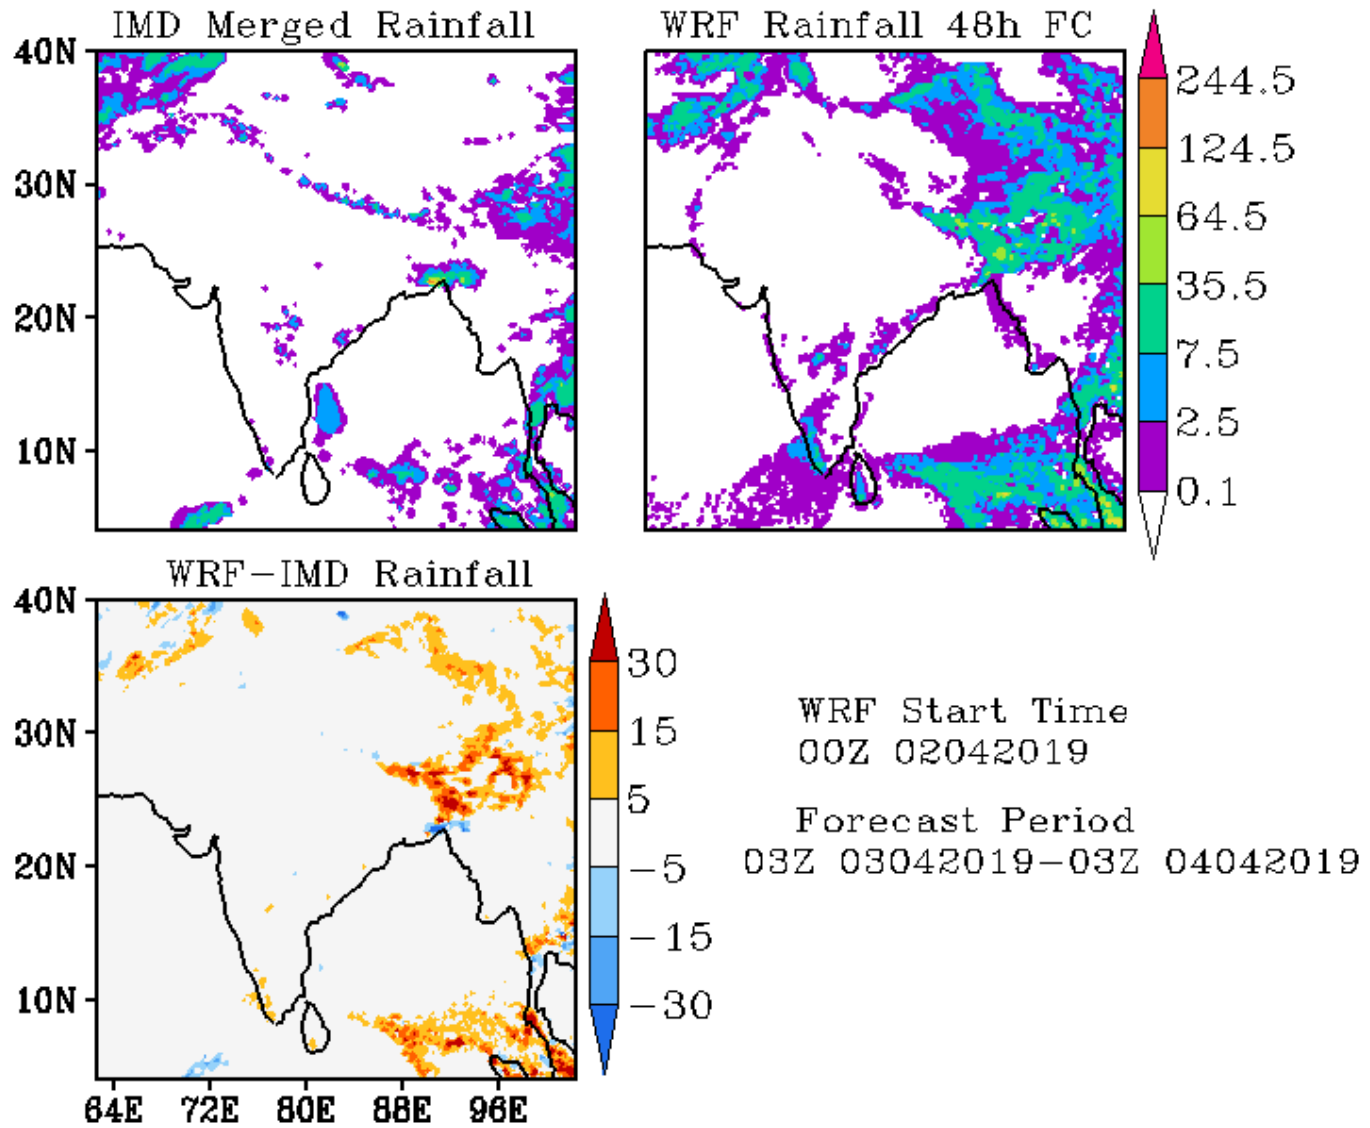 IMD Merged Rainfall
WRF Rainfall 48h FC
40N
30N
20N
10N
244.5
124.5
64.5
35.5
7.5
2.5
0.1
WRF-IMD Rainfall
40N
30N
20N
10N
64E 72E 80E 88E 96E
30
15
5
-5
-15
-30
WRF Start Time
00Z 02042019
Forecast Period
03Z 03042019-03Z 04042019